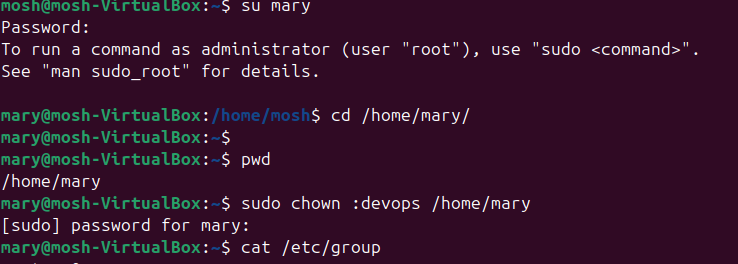 mosh@mosh-VirtualBox:~$ su mary
Password:
To run a command as administrator (user "root"), use "sudo <command>".
See "man sudo_root" for details.
mary@mosh-VirtualBox:/home/mosh$ cd /home/mary/
mary@mosh-VirtualBox:~$
mary@mosh-VirtualBox:~$ pwd
/home/mary
mary@mosh-VirtualBox:~$ sudo chown :devops /home/mary
[sudo] password for mary:
mary@mosh-VirtualBox:~$ cat /etc/group